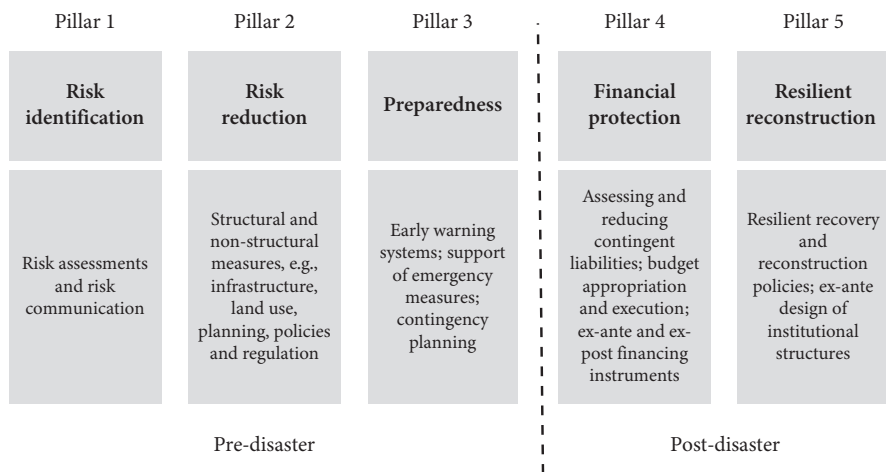 Pillar 1
Pillar 2
Pillar 3
Pillar 4
Pillar 5
Risk
identification
Risk
reduction
Preparedness
Financial
protection
Resilient
reconstruction
Risk assessments
and risk
communication
Structural and
non-structural
measures, e.g.,
infrastructure,
land use,
planning, policies
and regulation
Early warning
systems; support
of emergency
measures;
contingency
planning
Assessing and
reducing
contingent
liabilities; budget
appropriation
and execution;
ex-ante and ex-
post financing
instruments
Resilient recovery
and
reconstruction
policies; ex-ante
design of
institutional
structures
Pre-disaster
Post-disaster